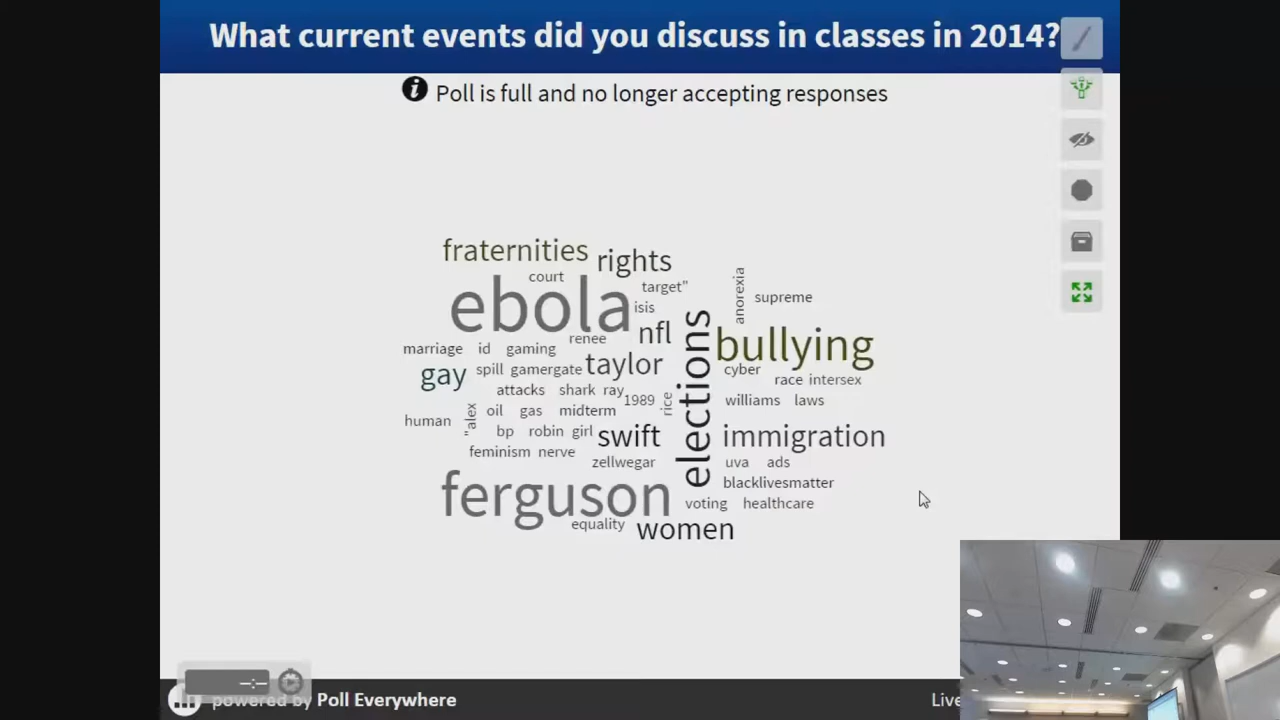 What current events did you discuss in classes in 2014?
i Poll is full and no longer accepting responses
fraternities
rights
court
ebola
target"
isis
anorexia
supreme
nfl
renee
elections
bullying
marriage id gaming
taylor
gay
spill gamergate
cyber
race intersex
attacks shark ray
1989
rice
williams laws
human
"alex
oil gas midterm
bp robin girl
swift
immigration
feminism nerve
zellwegar
uva ads
ferguson
blacklivesmatter
voting healthcare
equality
women
powered by Poll Everywhere
Live